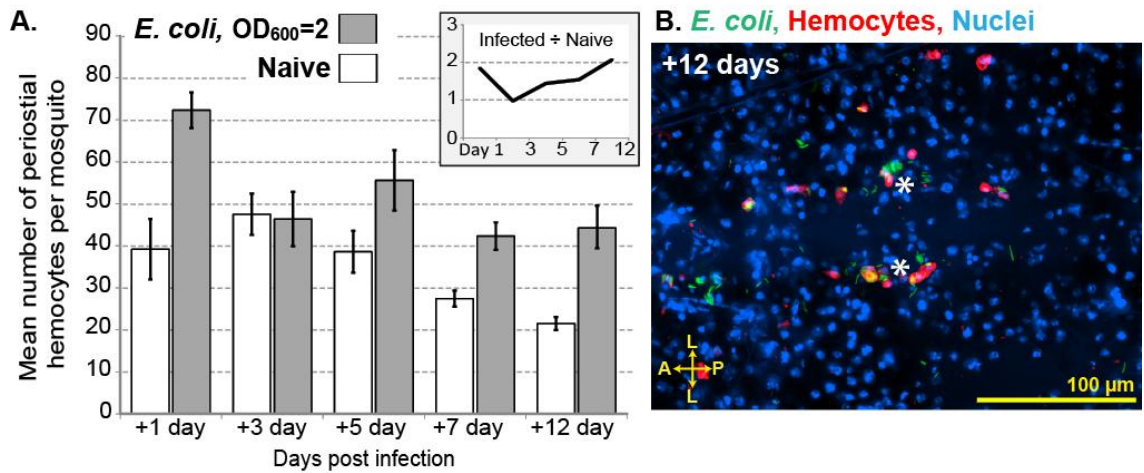 A.
E. coli, OD600=2
Naive
Mean number of periostial
hemocytes per mosquito
90
80
70
60
50
40
30
20
10
0
+1 day +3 day +5 day +7 day +12 day
Days post infection
Infected ÷ Naive
3
2
1
0
Day 1 3 5 7 12
B. E. coli, Hemocytes, Nuclei
+12 days
*
*
L
A P
L
100 µm